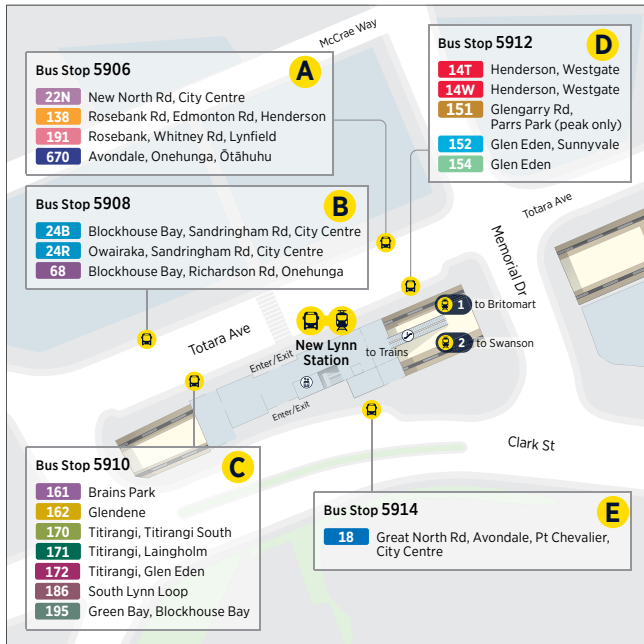 McCrae Way
Bus Stop 5906
A
22N New North Rd, City Centre
138 Rosebank Rd, Edmonton Rd, Henderson
191 Rosebank, Whitney Rd, Lynfield
670 Avondale, Onehunga, Ōtāhuhu
Bus Stop 5912
D
14T Henderson, Westgate
14W Henderson, Westgate
151 Glengarry Rd,
Parrs Park (peak only)
152 Glen Eden, Sunnyvale
154 Glen Eden
Bus Stop 5908
B
24B Blockhouse Bay, Sandringham Rd, City Centre
24R Owairaka, Sandringham Rd, City Centre
68 Blockhouse Bay, Richardson Rd, Onehunga
Totara Ave
Memorial Dr
1 to Britomart
2 to Swanson
Totara Ave
New Lynn
Station
to Trains
Enter/Exit
Enter/Exit
Clark St
Bus Stop 5910
C
161 Brains Park
162 Glendene
170 Titirangi, Titirangi South
171 Titirangi, Laingholm
172 Titirangi, Glen Eden
186 South Lynn Loop
195 Green Bay, Blockhouse Bay
Bus Stop 5914
E
18 Great North Rd, Avondale, Pt Chevalier,
City Centre